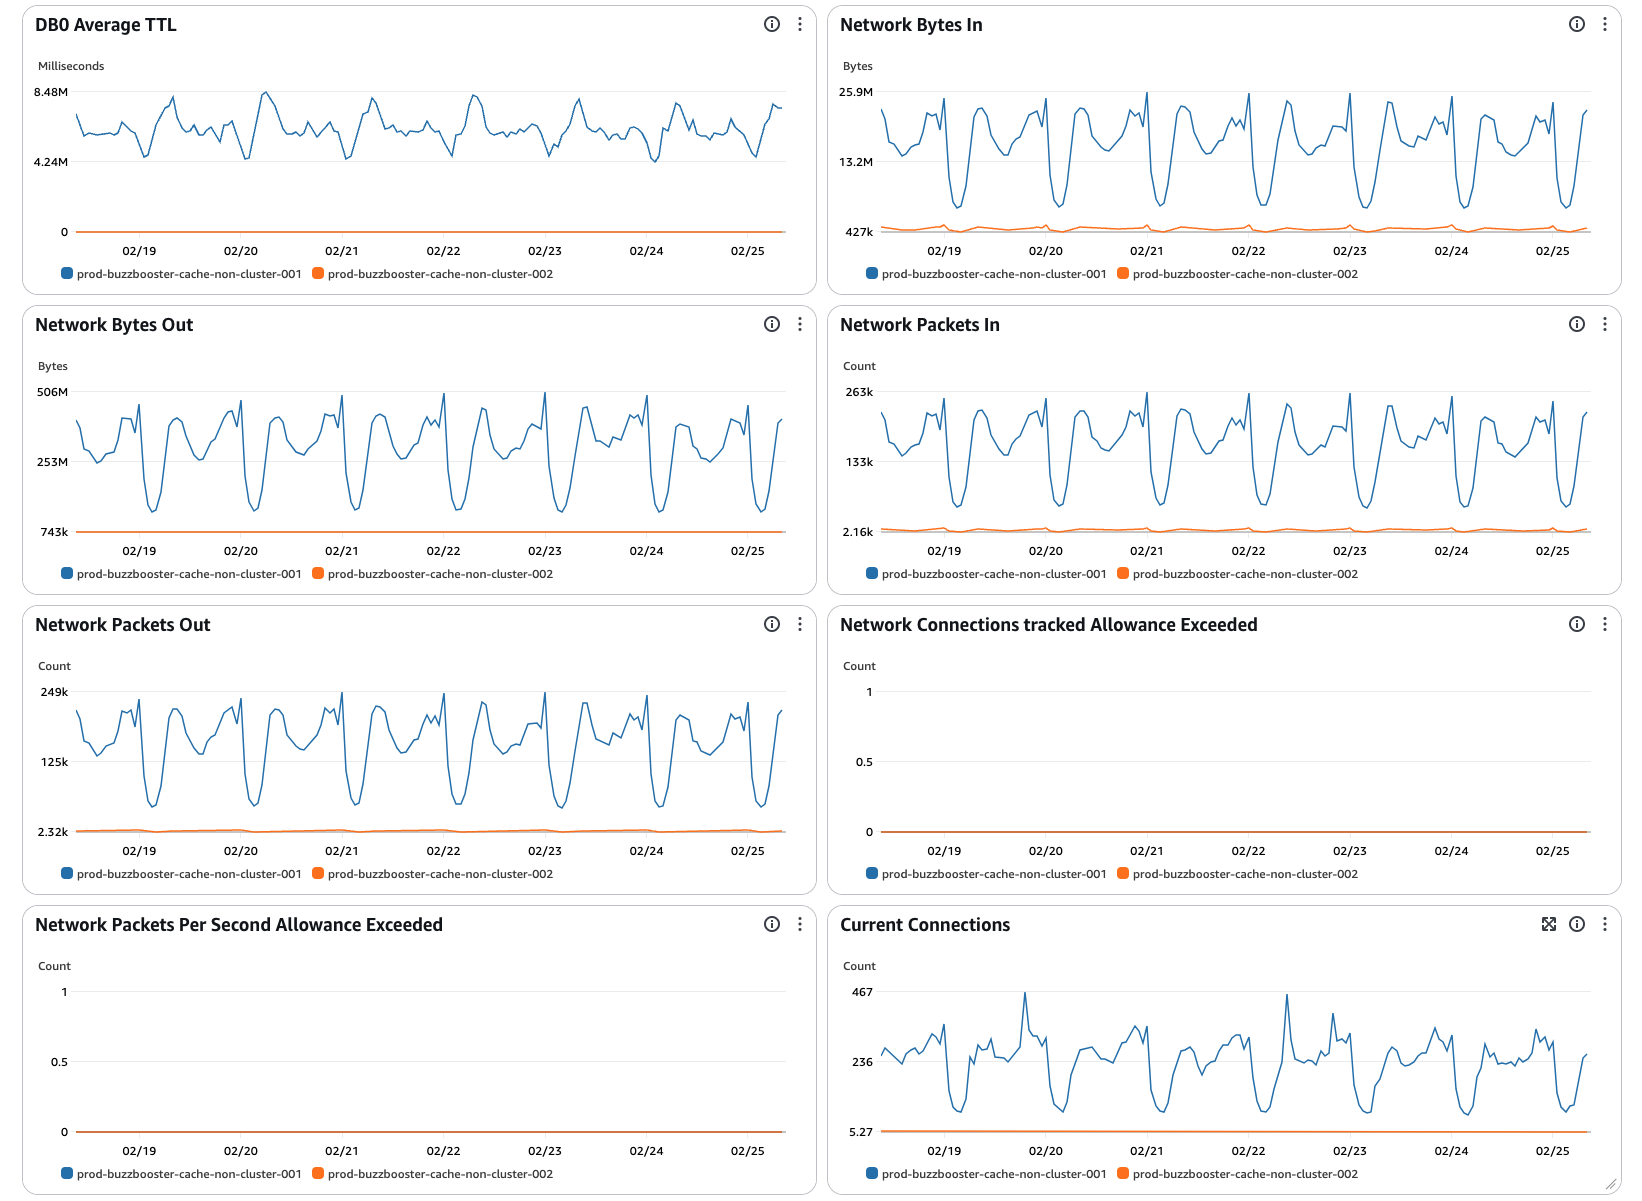 DB0 Average TTL
Milliseconds
8.48M
4.24M
0
02/19 02/20 02/21 02/22 02/23 02/24 02/25
prod-buzzbooster-cache-non-cluster-001 prod-buzzbooster-cache-non-cluster-002
Network Bytes In
Bytes
25.9M
13.2M
427k
02/19 02/20 02/21 02/22 02/23 02/24 02/25
prod-buzzbooster-cache-non-cluster-001 prod-buzzbooster-cache-non-cluster-002
Network Bytes Out
Bytes
506M
253M
743k
02/19 02/20 02/21 02/22 02/23 02/24 02/25
prod-buzzbooster-cache-non-cluster-001 prod-buzzbooster-cache-non-cluster-002
Network Packets In
Count
263k
133k
2.16k
02/19 02/20 02/21 02/22 02/23 02/24 02/25
prod-buzzbooster-cache-non-cluster-001 prod-buzzbooster-cache-non-cluster-002
Network Packets Out
Count
249k
125k
2.32k
02/19 02/20 02/21 02/22 02/23 02/24 02/25
prod-buzzbooster-cache-non-cluster-001 prod-buzzbooster-cache-non-cluster-002
Network Connections tracked Allowance Exceeded
Count
1
0.5
0
02/19 02/20 02/21 02/22 02/23 02/24 02/25
prod-buzzbooster-cache-non-cluster-001 prod-buzzbooster-cache-non-cluster-002
Network Packets Per Second Allowance Exceeded
Count
1
0.5
0
02/19 02/20 02/21 02/22 02/23 02/24 02/25
prod-buzzbooster-cache-non-cluster-001 prod-buzzbooster-cache-non-cluster-002
Current Connections
Count
467
236
5.27
02/19 02/20 02/21 02/22 02/23 02/24 02/25
prod-buzzbooster-cache-non-cluster-001 prod-buzzbooster-cache-non-cluster-002